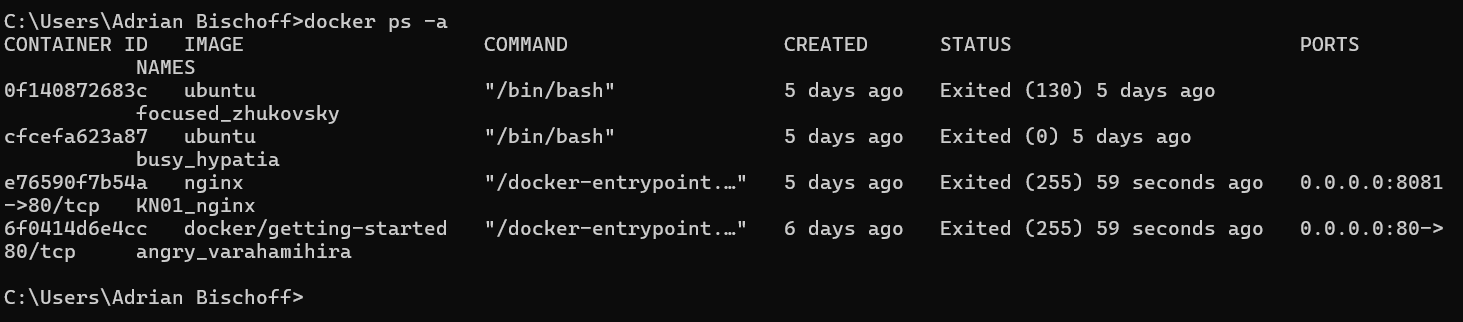 C:\Users\Adrian Bischoff>docker ps -a
CONTAINER ID   IMAGE                    COMMAND                  CREATED      STATUS                        PORTS
           NAMES
0f140872683c   ubuntu                   "/bin/bash"              5 days ago   Exited (130) 5 days ago
           focused_zhukovsky
cfcefa623a87   ubuntu                   "/bin/bash"              5 days ago   Exited (0) 5 days ago
           busy_hypatia
e76590f7b54a   nginx                    "/docker-entrypoint.…"   5 days ago   Exited (255) 59 seconds ago   0.0.0.0:8081
->80/tcp   KN01_nginx
6f0414d6e4cc   docker/getting-started   "/docker-entrypoint.…"   6 days ago   Exited (255) 59 seconds ago   0.0.0.0:80->
80/tcp     angry_varahamihira
C:\Users\Adrian Bischoff>